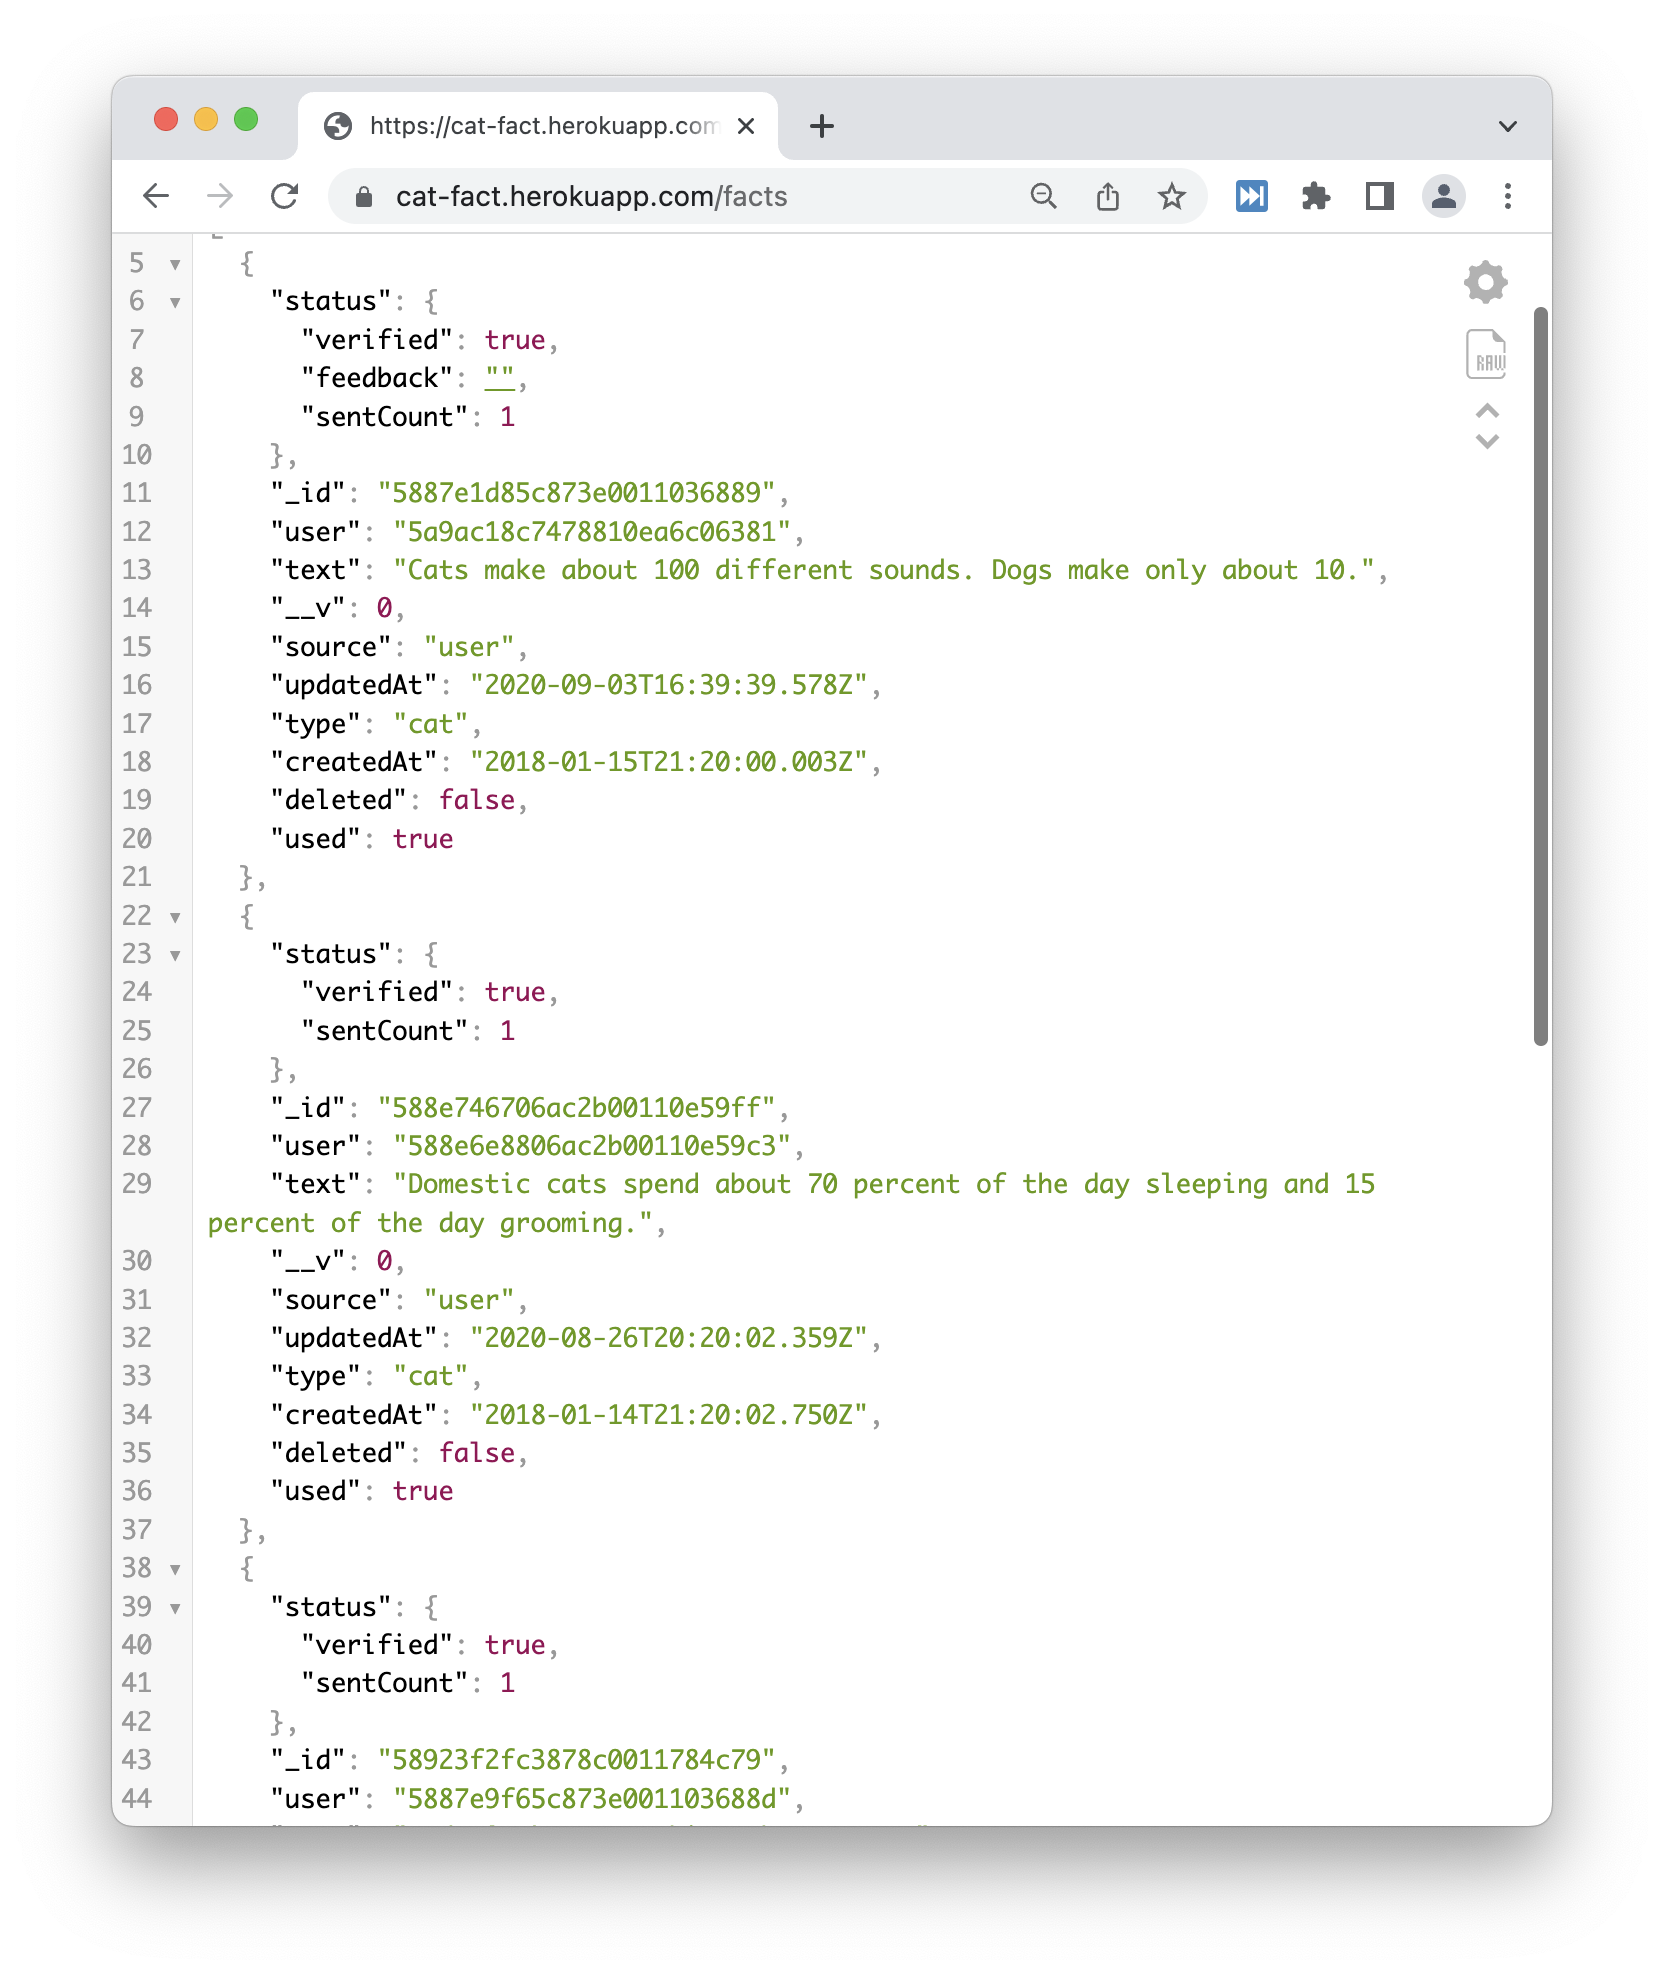 https://cat-fact.herokuapp.com
cat-fact.herokuapp.com/facts
RAW
5 {
6 "status": {
7 "verified": true,
8 "feedback": "",
9 "sentCount": 1
10 },
11 "_id": "5887e1d85c873e0011036889",
12 "user": "5a9ac18c7478810ea6c06381",
13 "text": "Cats make about 100 different sounds. Dogs make only about 10.",
14 "__v": 0,
15 "source": "user",
16 "updatedAt": "2020-09-03T16:39:39.578Z",
17 "type": "cat",
18 "createdAt": "2018-01-15T21:20:00.003Z",
19 "deleted": false,
20 "used": true
21 },
22 {
23 "status": {
24 "verified": true,
25 "sentCount": 1
26 },
27 "_id": "588e746706ac2b00110e59ff",
28 "user": "588e6e8806ac2b00110e59c3",
29 "text": "Domestic cats spend about 70 percent of the day sleeping and 15
percent of the day grooming.",
30 "__v": 0,
31 "source": "user",
32 "updatedAt": "2020-08-26T20:20:02.359Z",
33 "type": "cat",
34 "createdAt": "2018-01-14T21:20:02.750Z",
35 "deleted": false,
36 "used": true
37 },
38 {
39 "status": {
40 "verified": true,
41 "sentCount": 1
42 },
43 "_id": "58923f2fc3878c0011784c79",
44 "user": "5887e9f65c873e001103688d",